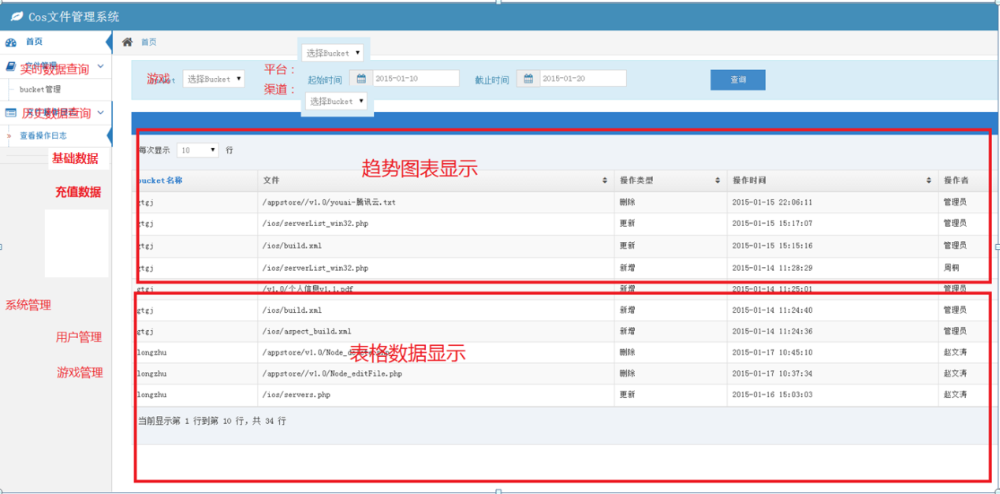 Cos文件管理系统
首页
首页
选择Bucket
实时数据查询
游戏
选择Bucket
平台：
渠道：
起始时间
2015-01-10
截止时间
2015-01-20
查询
bucket管理
选择Bucket
历史数据查询
查看操作日志
基础数据
充值数据
系统管理
用户管理
游戏管理
每次显示 10 行
趋势图表显示
bucket名称 文件 操作类型 操作时间 操作者
gtgj /appstore//v1.0/youai-腾讯云.txt 删除 2015-01-15 22:06:11 管理员
gtgj /ios/serverList_win32.php 更新 2015-01-15 15:17:07 管理员
gtgj /ios/build.xml 更新 2015-01-15 15:15:16 管理员
gtgj /ios/serverList_win32.php 新增 2015-01-14 11:28:29 周桐
gtgj /v1.0/个人信息v1.1.pdf 新增 2015-01-14 11:25:01 管理员
gtgj /ios/build.xml 新增 2015-01-14 11:24:40 管理员
gtgj /ios/aspect_build.xml 新增 2015-01-14 11:24:36 管理员
表格数据显示
longzhu 删除 2015-01-17 10:45:10 赵文涛
longzhu /appstore//v1.0/Node_editFile.php 删除 2015-01-17 10:37:34 赵文涛
longzhu /ios/servers.php 更新 2015-01-16 15:03:03 赵文涛
当前显示第 1 行到第 10 行，共 34 行